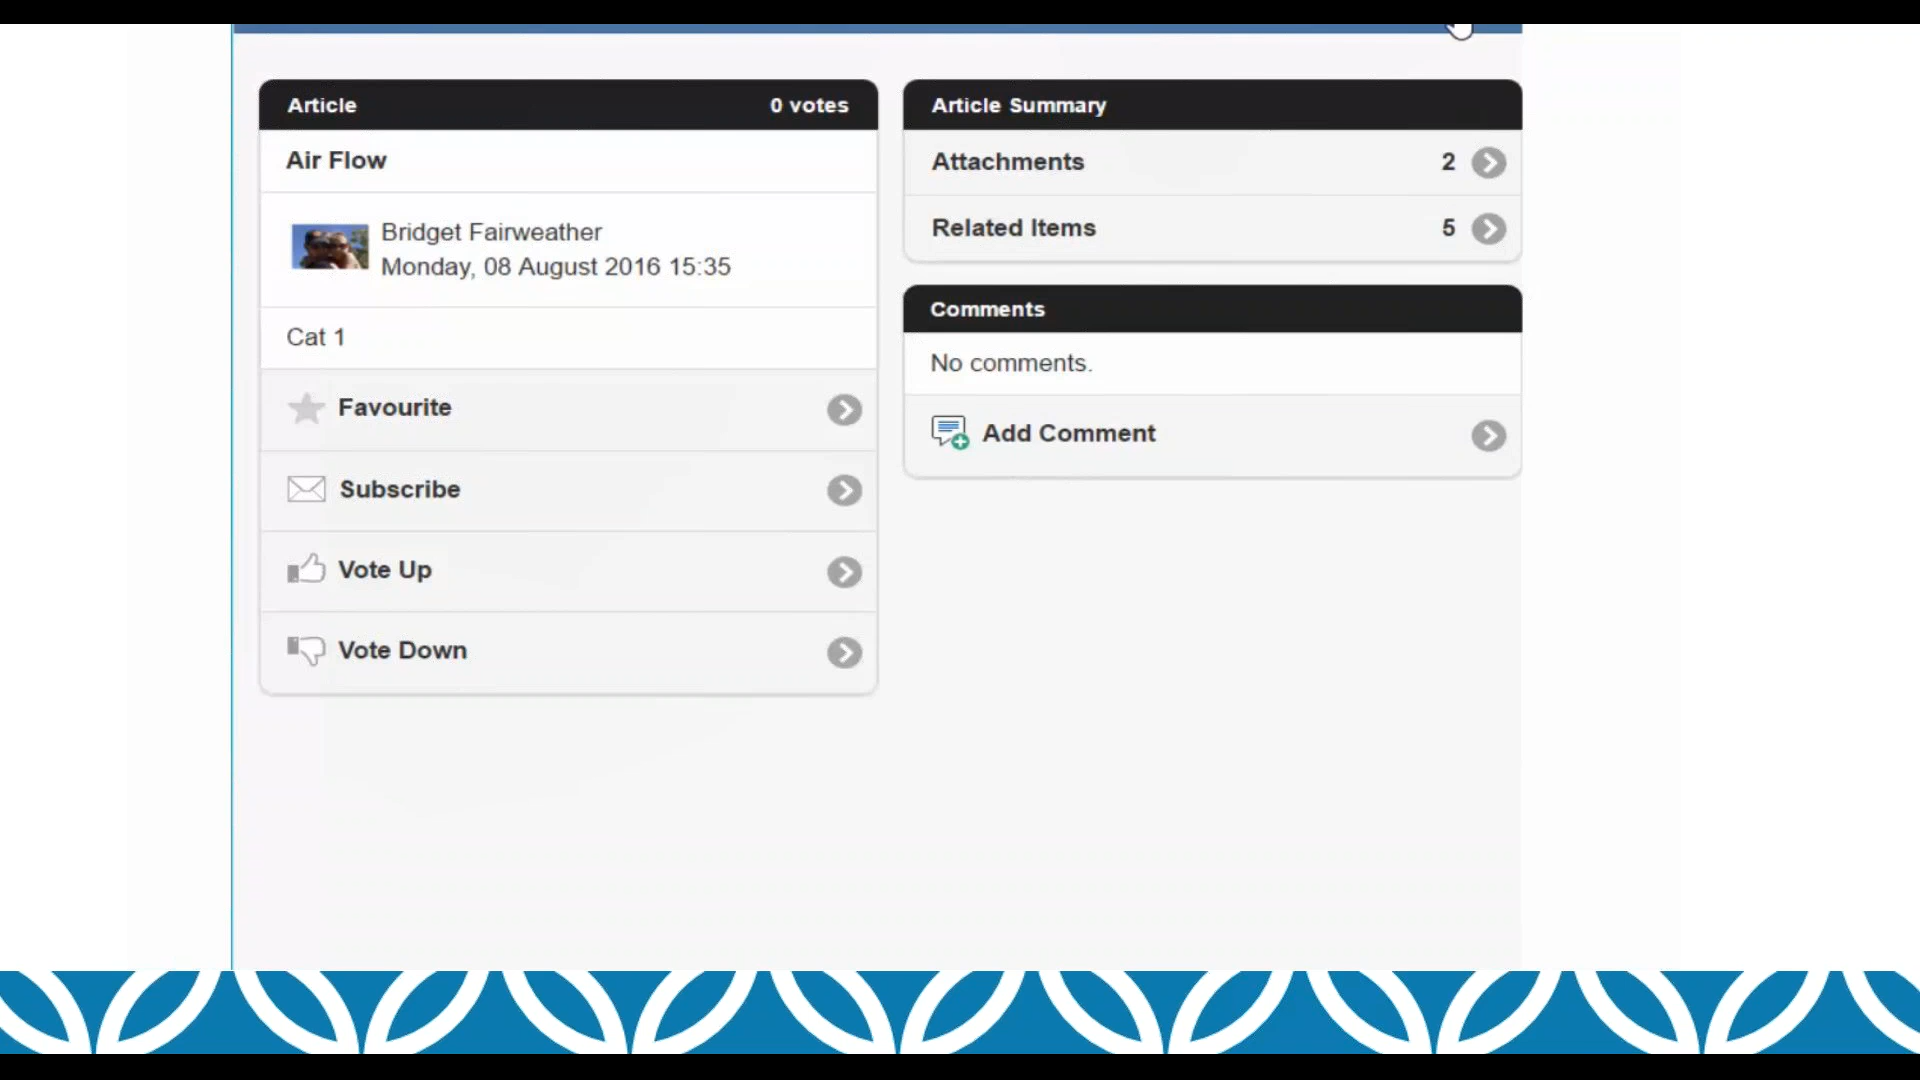 Article 0 votes
Air Flow
Bridget Fairweather
Monday, 08 August 2016 15:35
Cat 1
Favourite
Subscribe
Vote Up
Vote Down
Article Summary
Attachments 2
Related Items 5
Comments
No comments.
Add Comment